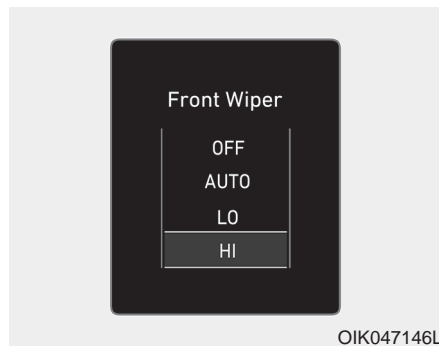 Front Wiper
OFF
AUTO
LO
HI
OIK047146L